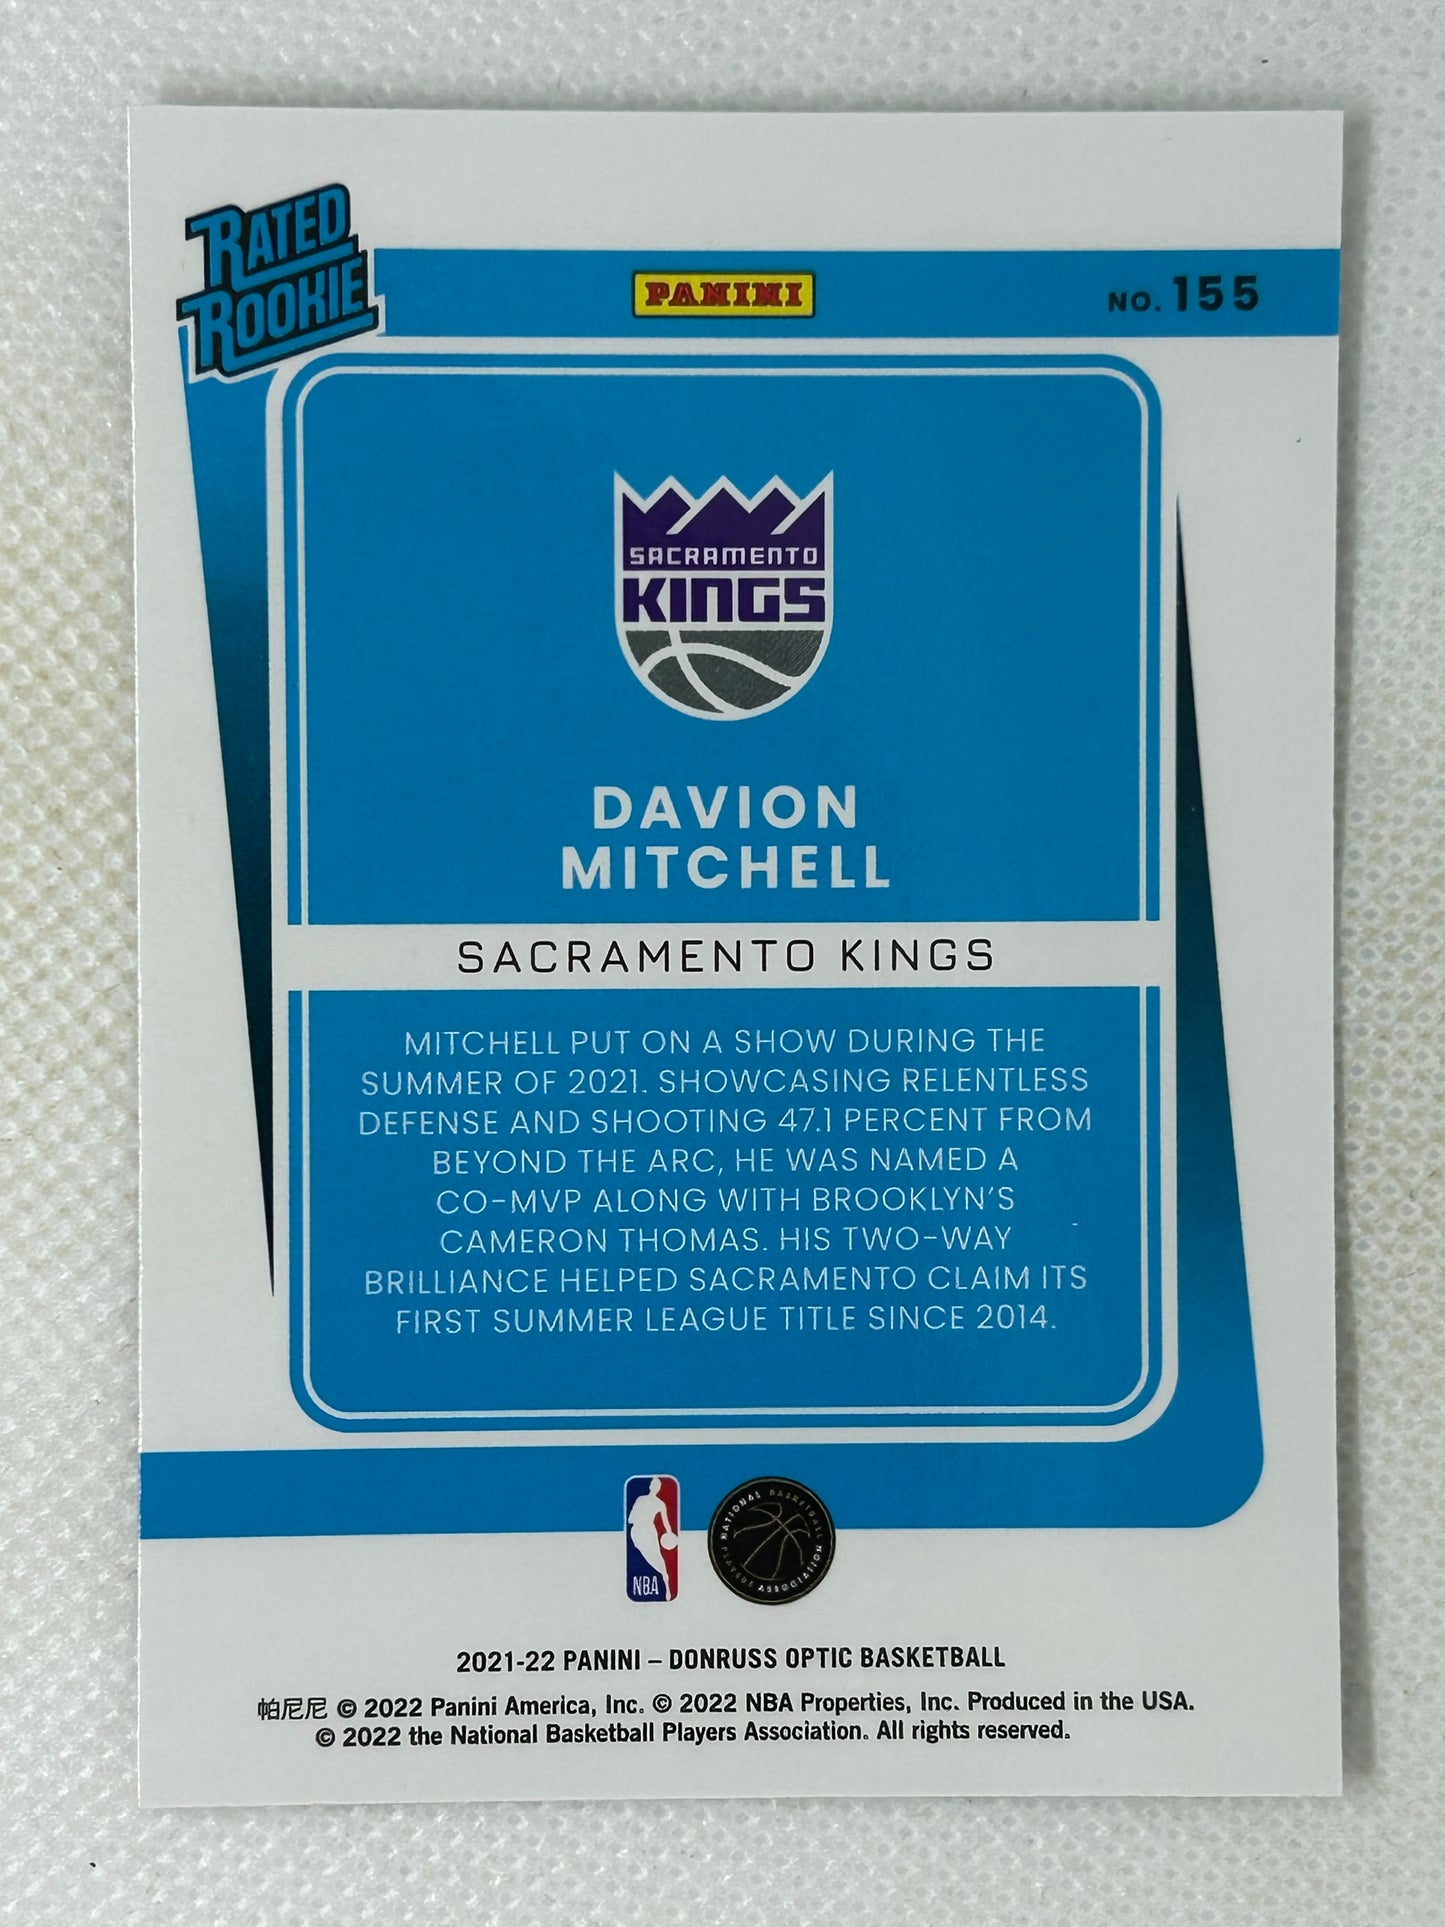 RATED
ROOKIE
PANINI
NO. 155
SACRAMENTO
KINGS
DAVION
MITCHELL
SACRAMENTO KINGS
MITCHELL PUT ON A SHOW DURING THE
SUMMER OF 2021. SHOWCASING RELENTLESS
DEFENSE AND SHOOTING 47.1 PERCENT FROM
BEYOND THE ARC, HE WAS NAMED A
CO-MVP ALONG WITH BROOKLYN'S
CAMERON THOMAS. HIS TWO-WAY
BRILLIANCE HELPED SACRAMENTO CLAIM ITS
FIRST SUMMER LEAGUE TITLE SINCE 2014.
NBA
NATIONAL BASKETBALL PLAYERS ASSOCIATION
2021-22 PANINI – DONRUSS OPTIC BASKETBALL
帕尼尼 © 2022 Panini America, Inc. © 2022 NBA Properties, Inc. Produced in the USA.
© 2022 the National Basketball Players Association. All rights reserved.